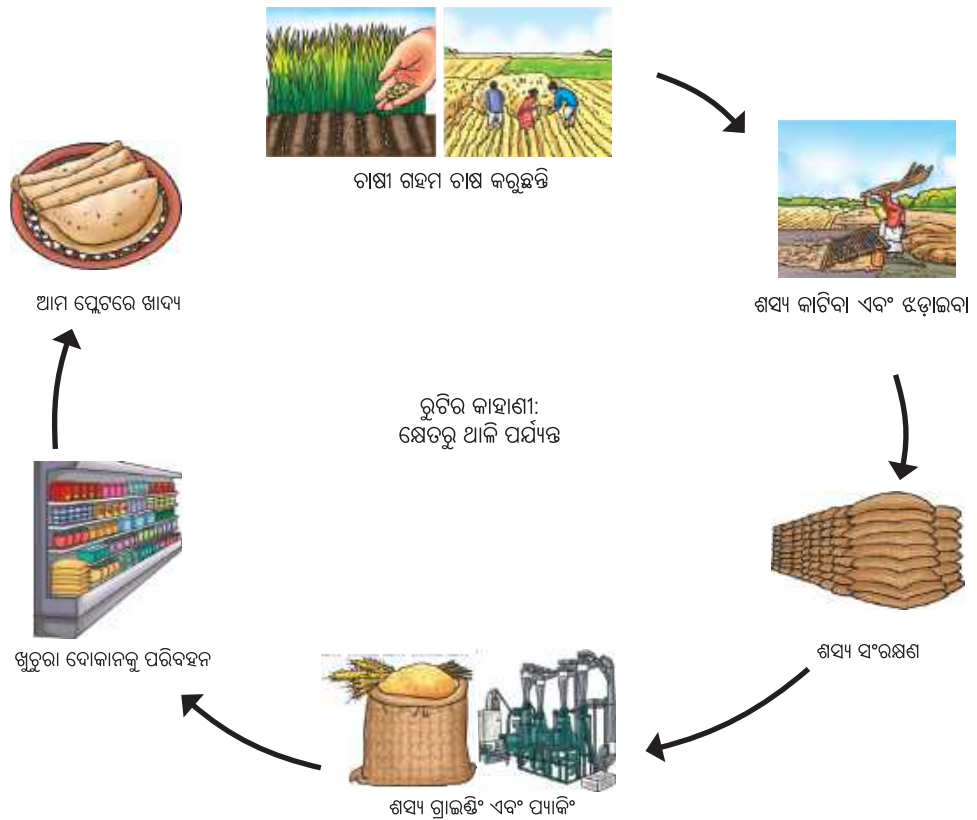 ଚାଷୀ ଗହମ ଚାଷ କରୁଛନ୍ତି
ଶସ୍ୟ କାଟିବା ଏବଂ ଝଡ଼ାଇବା
ଶସ୍ୟ ସଂରକ୍ଷଣ
ଶସ୍ୟ ଗ୍ରାଇଣ୍ଡିଂ ଏବଂ ପ୍ୟାକିଂ
ଖୁଚୁରା ଦୋକାନକୁ ପରିବହନ
ଆମ ପ୍ଲେଟରେ ଖାଦ୍ୟ
ରୁଟିର କାହାଣୀ:
କ୍ଷେତରୁ ଥାଳି ପର୍ଯ୍ୟନ୍ତ